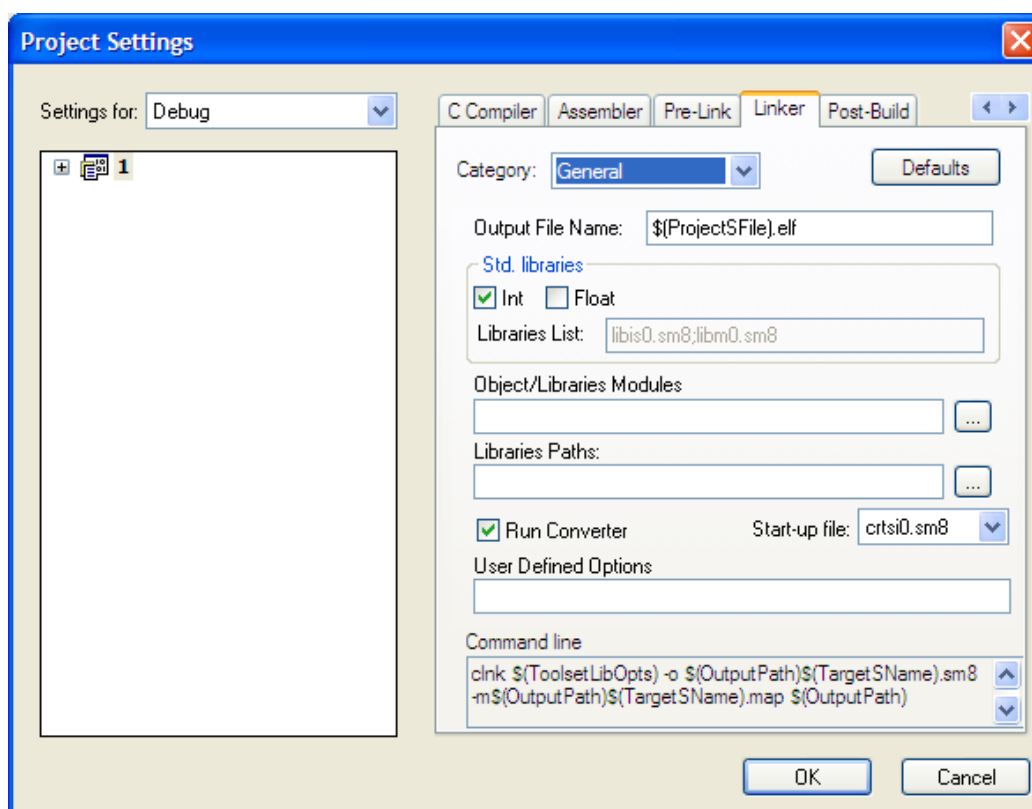 Project Settings
Settings for: Debug
C Compiler Assembler Pre-Link Linker Post-Build
1
Category: General Defaults
Output File Name: $(ProjectSFile).elf
Std. libraries
Int Float
Libraries List: libis0.sm8;libm0.sm8
Object/Libraries Modules
...
Libraries Paths:
...
Run Converter Start-up file: crtsi0.sm8
User Defined Options
Command line
clnk $(ToolsetLibOpts) -o $(OutputPath)$(TargetSName).sm8
-m$(OutputPath)$(TargetSName).map $(OutputPath)
OK Cancel